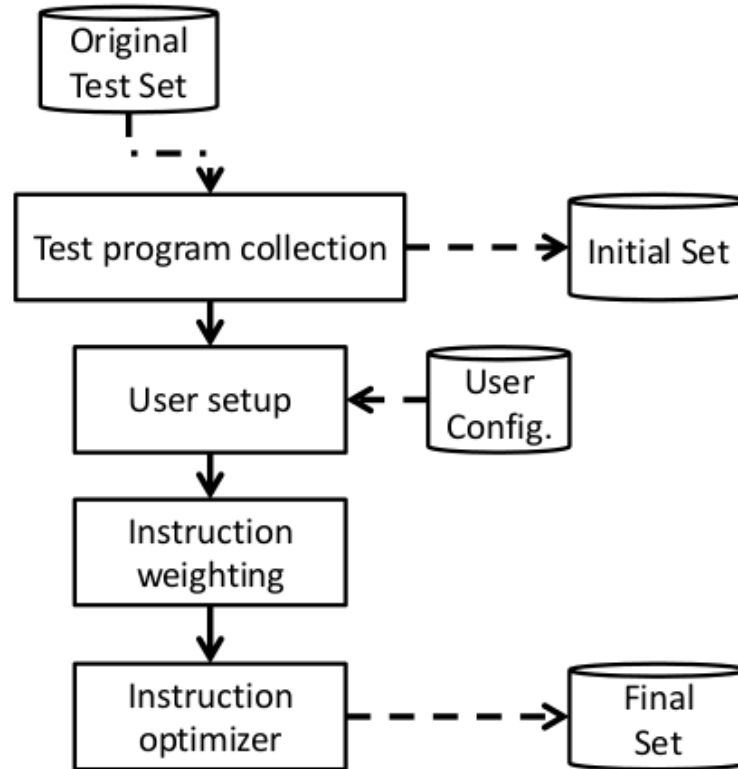 Original
Test Set
Test program collection
Initial Set
User setup
User
Config.
Instruction
weighting
Instruction
optimizer
Final
Set